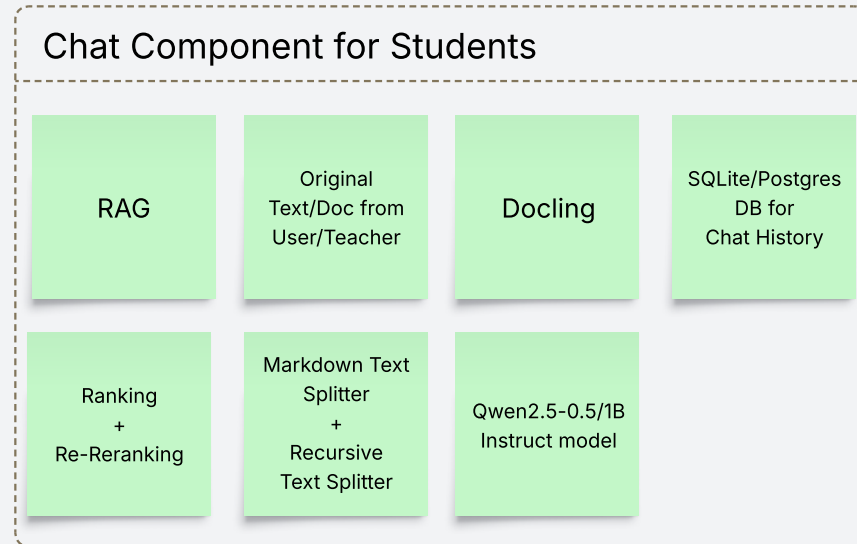 Chat Component for Students
RAG
Original
Text/Doc from
User/Teacher
Docling
SQLite/Postgres
DB for
Chat History
Ranking
+
Re-Reranking
Markdown Text
Splitter
+
Recursive
Text Splitter
Qwen2.5-0.5/1B
Instruct model